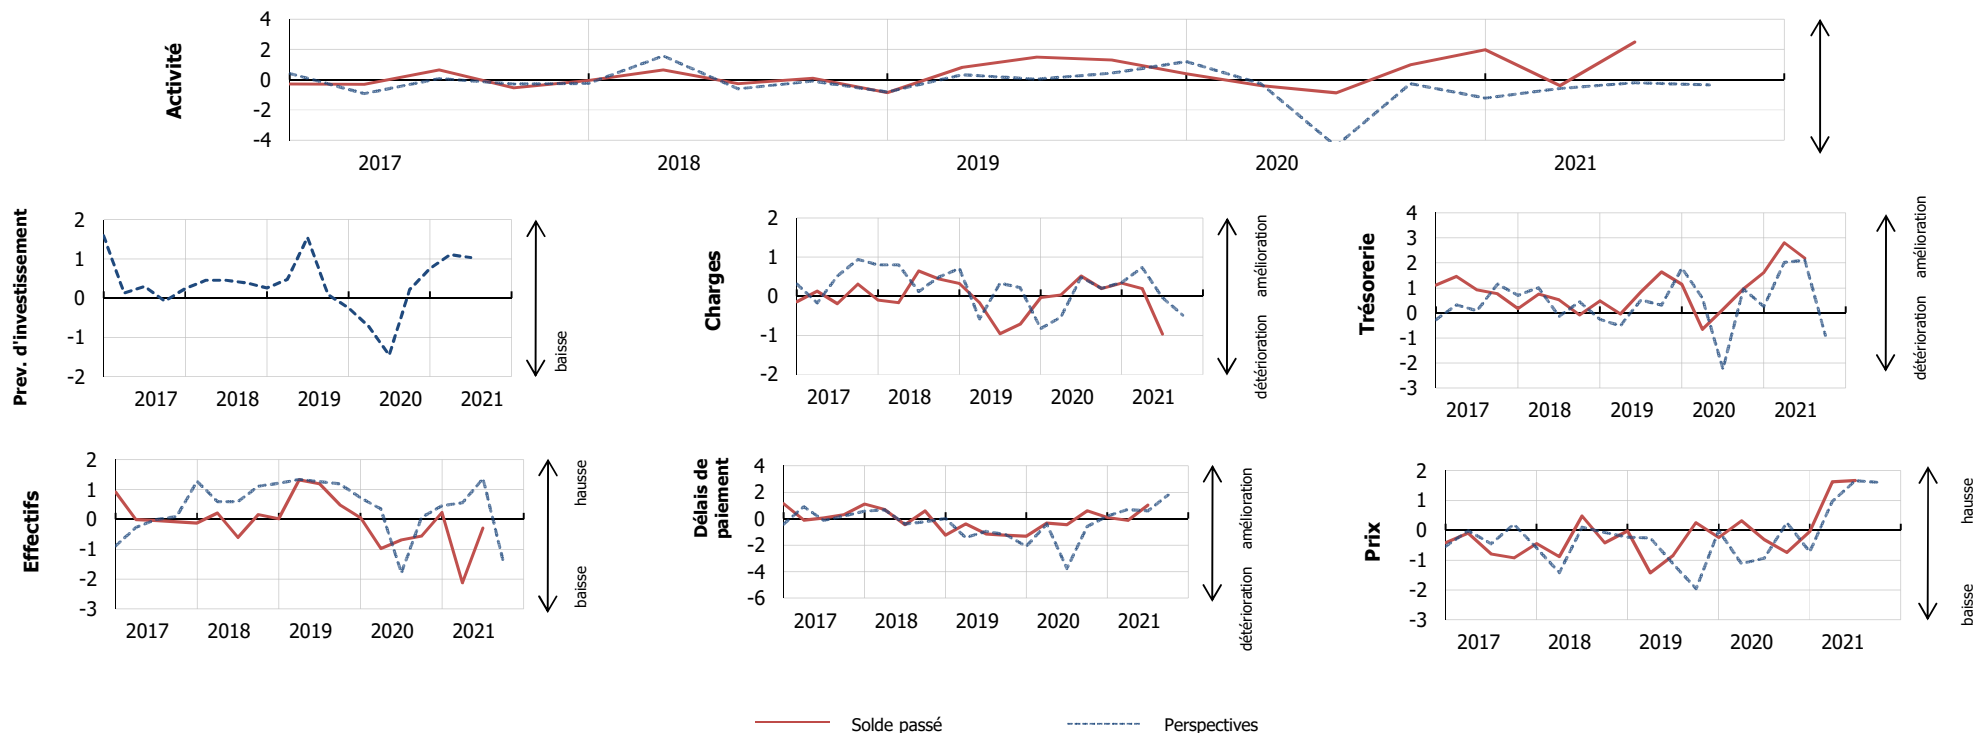 Activité
4
2
0
-2
-4
2017 2018 2019 2020 2021
Prev. d'investissement
2
1
0
-1
-2
2017 2018 2019 2020 2021
baisse
Charges
2
1
0
-1
-2
2017 2018 2019 2020 2021
détérioration amélioration
Trésorerie
4
3
2
1
0
-1
-2
-3
2017 2018 2019 2020 2021
détérioration amélioration
Effectifs
2
1
0
-1
-2
-3
2017 2018 2019 2020 2021
baisse hausse
Délais de
paiement
4
2
0
-2
-4
-6
2017 2018 2019 2020 2021
détérioration amélioration
Prix
2
1
0
-1
-2
-3
2017 2018 2019 2020 2021
baisse hausse
Solde passé Perspectives